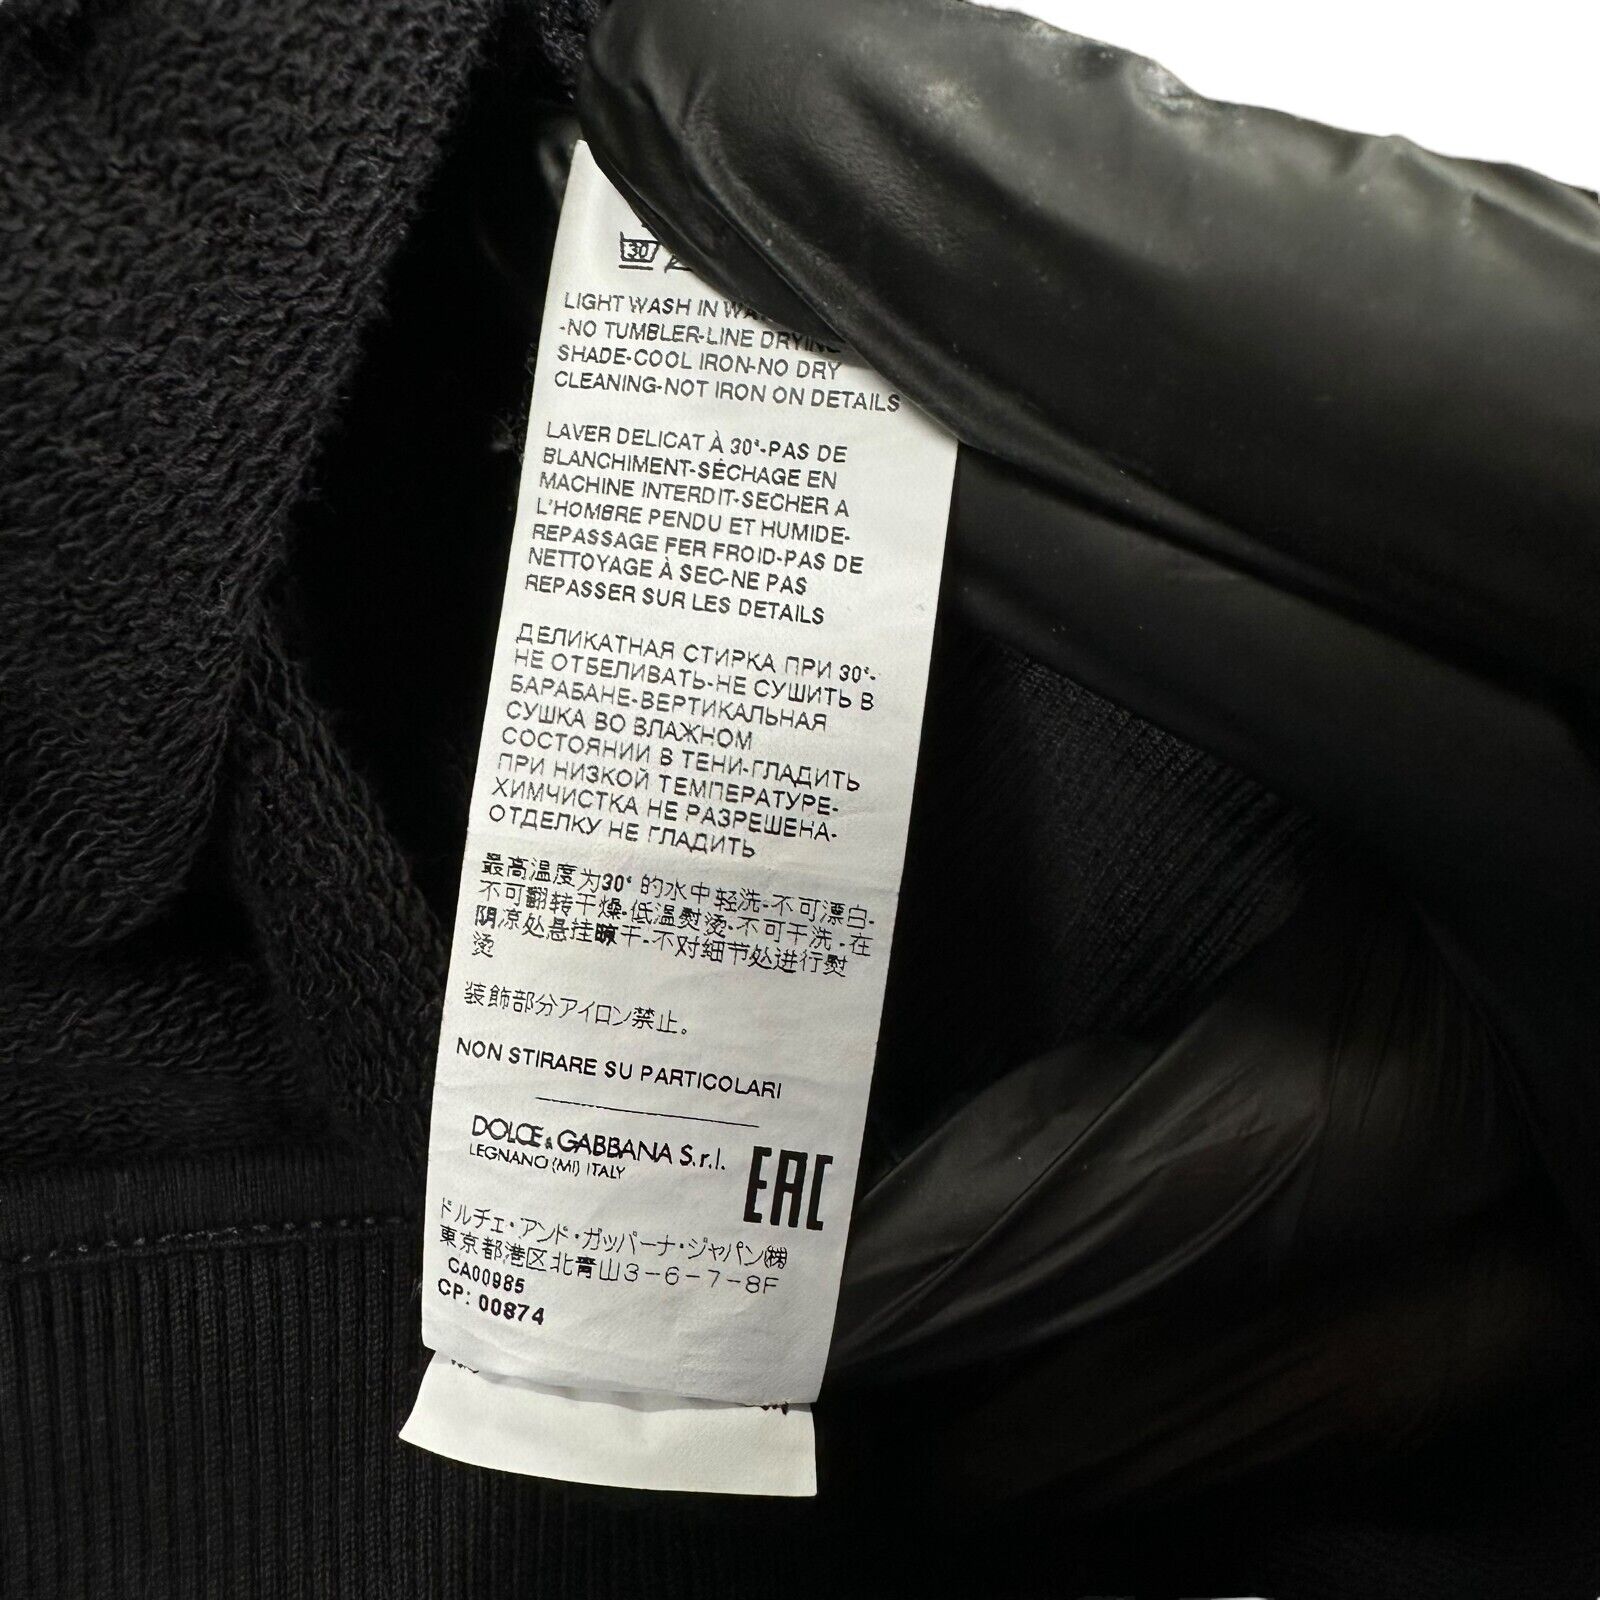 30
LIGHT WASH IN
-NO TUMBLER-LINE DRYING
SHADE-COOL IRON-NO DRY
CLEANING-NOT IRON ON DETAILS
LAVER DELICAT À 30°-PAS DE
BLANCHIMENT-SÉCHAGE EN
MACHINE INTERDIT-SECHER A
L'HOMBRE PENDU ET HUMIDE-
REPASSAGE FER FROID-PAS DE
NETTOYAGE À SEC-NE PAS
REPASSER SUR LES DETAILS
ДЕЛИКАТНАЯ СТИРКА ПРИ 30°-
НЕ ОТБЕЛИВАТЬ-НЕ СУШИТЬ В
БАРАБАНЕ-ВЕРТИКАЛЬНАЯ
СУШКА ВО ВЛАЖНОМ
СОСТОЯНИИ В ТЕНИ-ГЛАДИТЬ
ПРИ НИЗКОЙ ТЕМПЕРАТУРЕ-
ХИМЧИСТКА НЕ РАЗРЕШЕНА-
ОТДЕЛКУ НЕ ГЛАДИТЬ
最高温度为30°的水中轻洗-不可漂白-
不可翻转干燥-低温熨烫-不可干洗-在
阴凉处悬挂晾干-不对细节处进行熨
烫
装飾部分アイロン禁止。
NON STIRARE SU PARTICOLARI
DOLCE & GABBANA S.r.l.
LEGNANO (MI) ITALY
EAC
ドルチェ・アンド・ガッバーナ・ジャパン㈱
東京都港区北青山3-6-7-8F
CA00985
CP: 00874